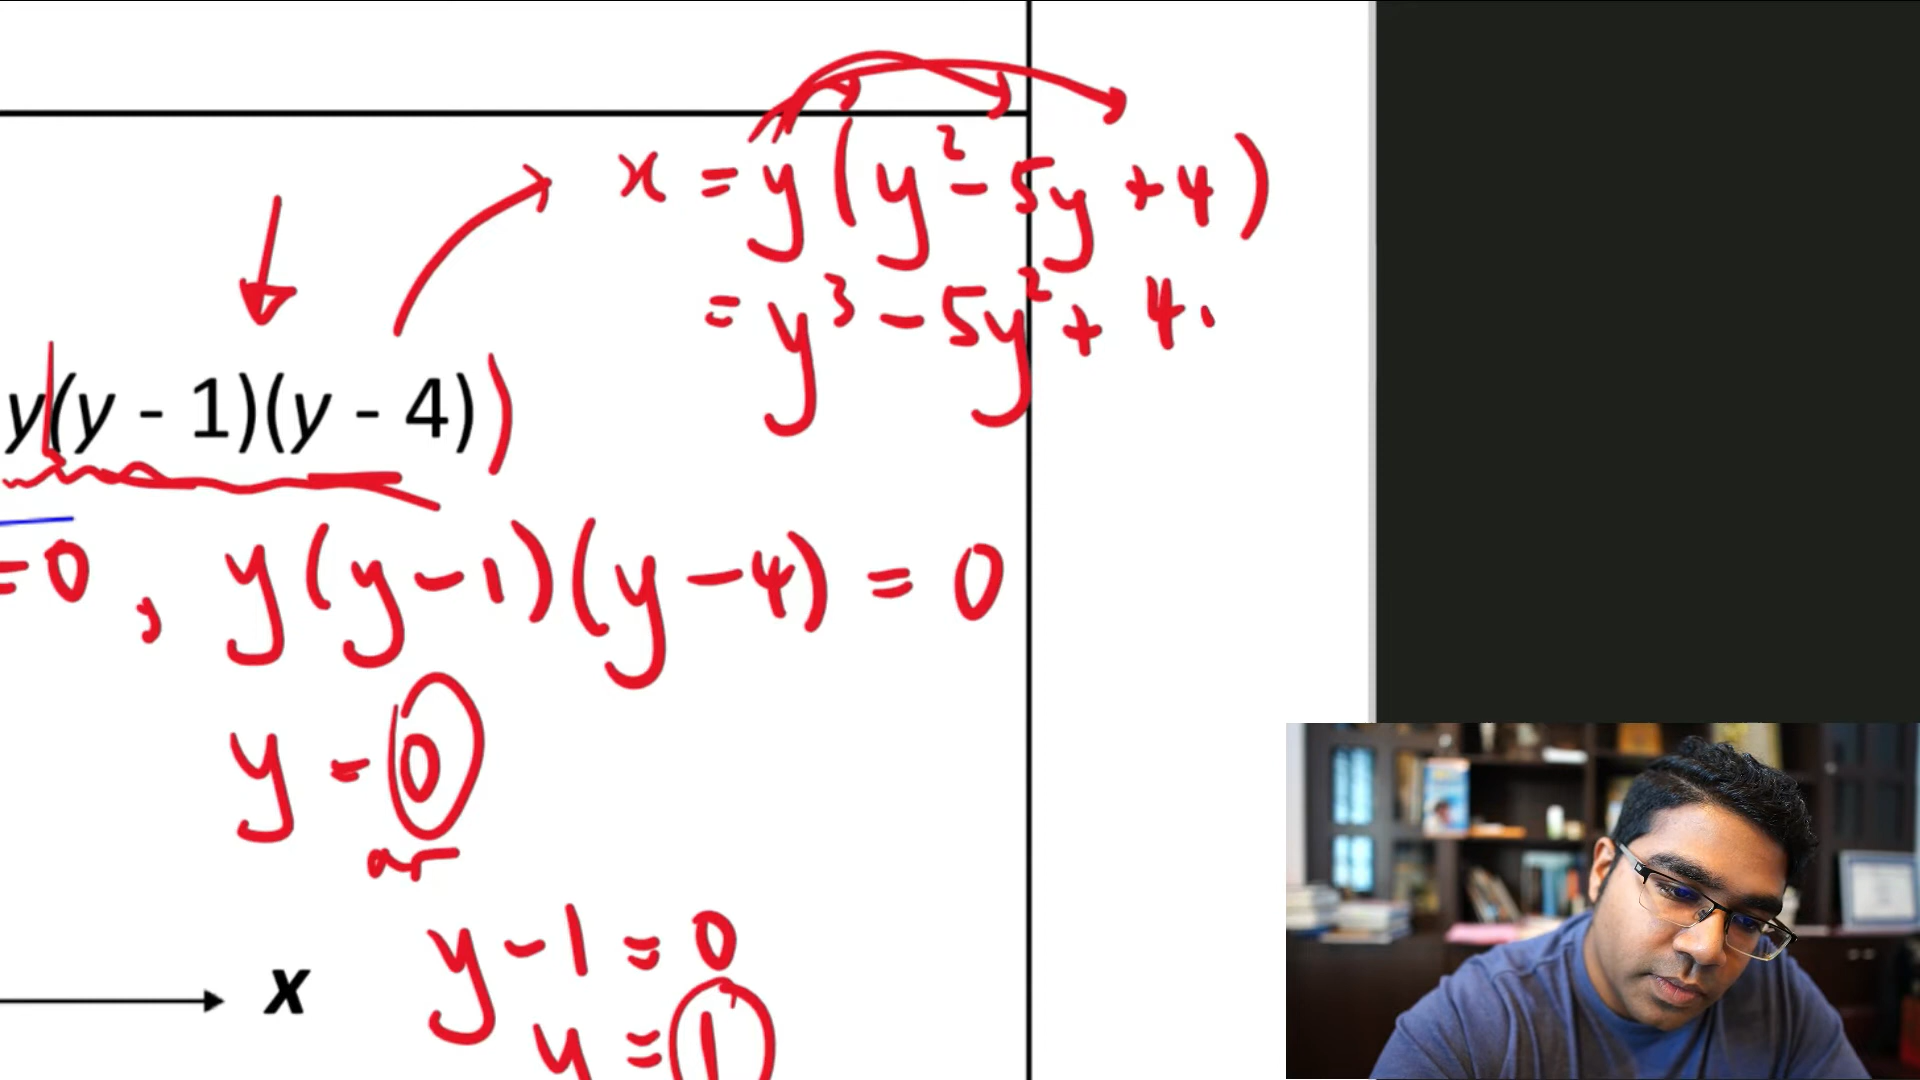 x = y(y² - 5y + 4)
= y³ - 5y² + 4
y(y - 1)(y - 4))
=0 , y(y-1)(y-4) = 0
y = 0
or
y-1 = 0
x
y = 1